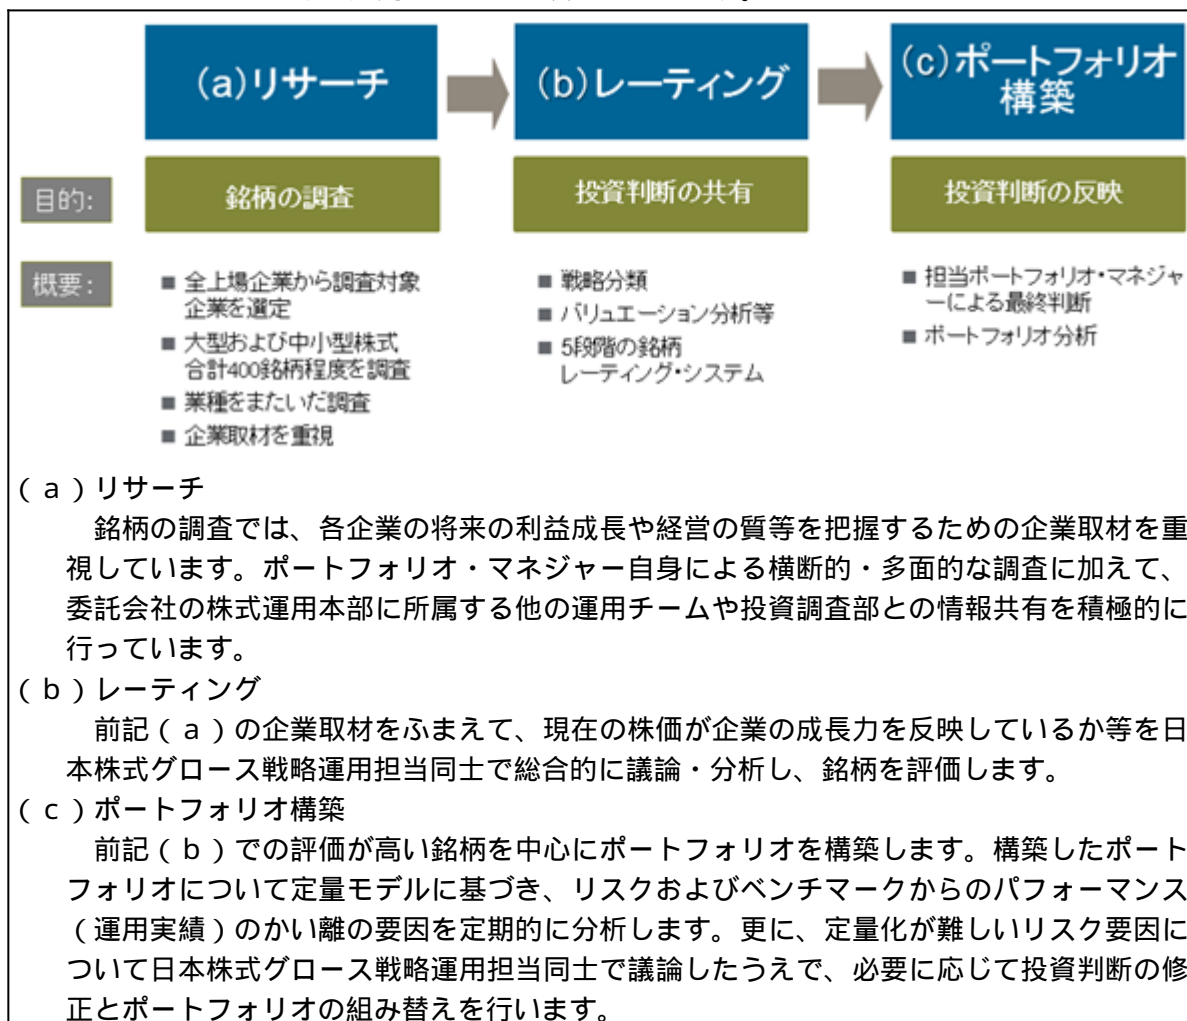 (a)リサーチ
(b)レーティング
(c)ポートフォリオ
構築
目的:
銘柄の調査
投資判断の共有
投資判断の反映
概要:
■ 全上場企業から調査対象
企業を選定
■ 大型および中小型株式
合計400銘柄程度を調査
■ 業種をまたいだ調査
■ 企業取材を重視
■ 戦略分類
■ バリュエーション分析等
■ 5段階の銘柄
レーティング・システム
■ 担当ポートフォリオ・マネジャ
ーによる最終判断
■ ポートフォリオ分析
(a)リサーチ
銘柄の調査では、各企業の将来の利益成長や経営の質等を把握するための企業取材を重
視しています。ポートフォリオ・マネジャー自身による横断的・多面的な調査に加えて、
委託会社の株式運用本部に所属する他の運用チームや投資調査部との情報共有を積極的に
行っています。
(b)レーティング
前記(a)の企業取材をふまえて、現在の株価が企業の成長力を反映しているか等を日
本株式グロース戦略運用担当同士で総合的に議論・分析し、銘柄を評価します。
(c)ポートフォリオ構築
前記(b)での評価が高い銘柄を中心にポートフォリオを構築します。構築したポート
フォリオについて定量モデルに基づき、リスクおよびベンチマークからのパフォーマンス
(運用実績)のかい離の要因を定期的に分析します。更に、定量化が難しいリスク要因に
ついて日本株式グロース戦略運用担当同士で議論したうえで、必要に応じて投資判断の修
正とポートフォリオの組み替えを行います。